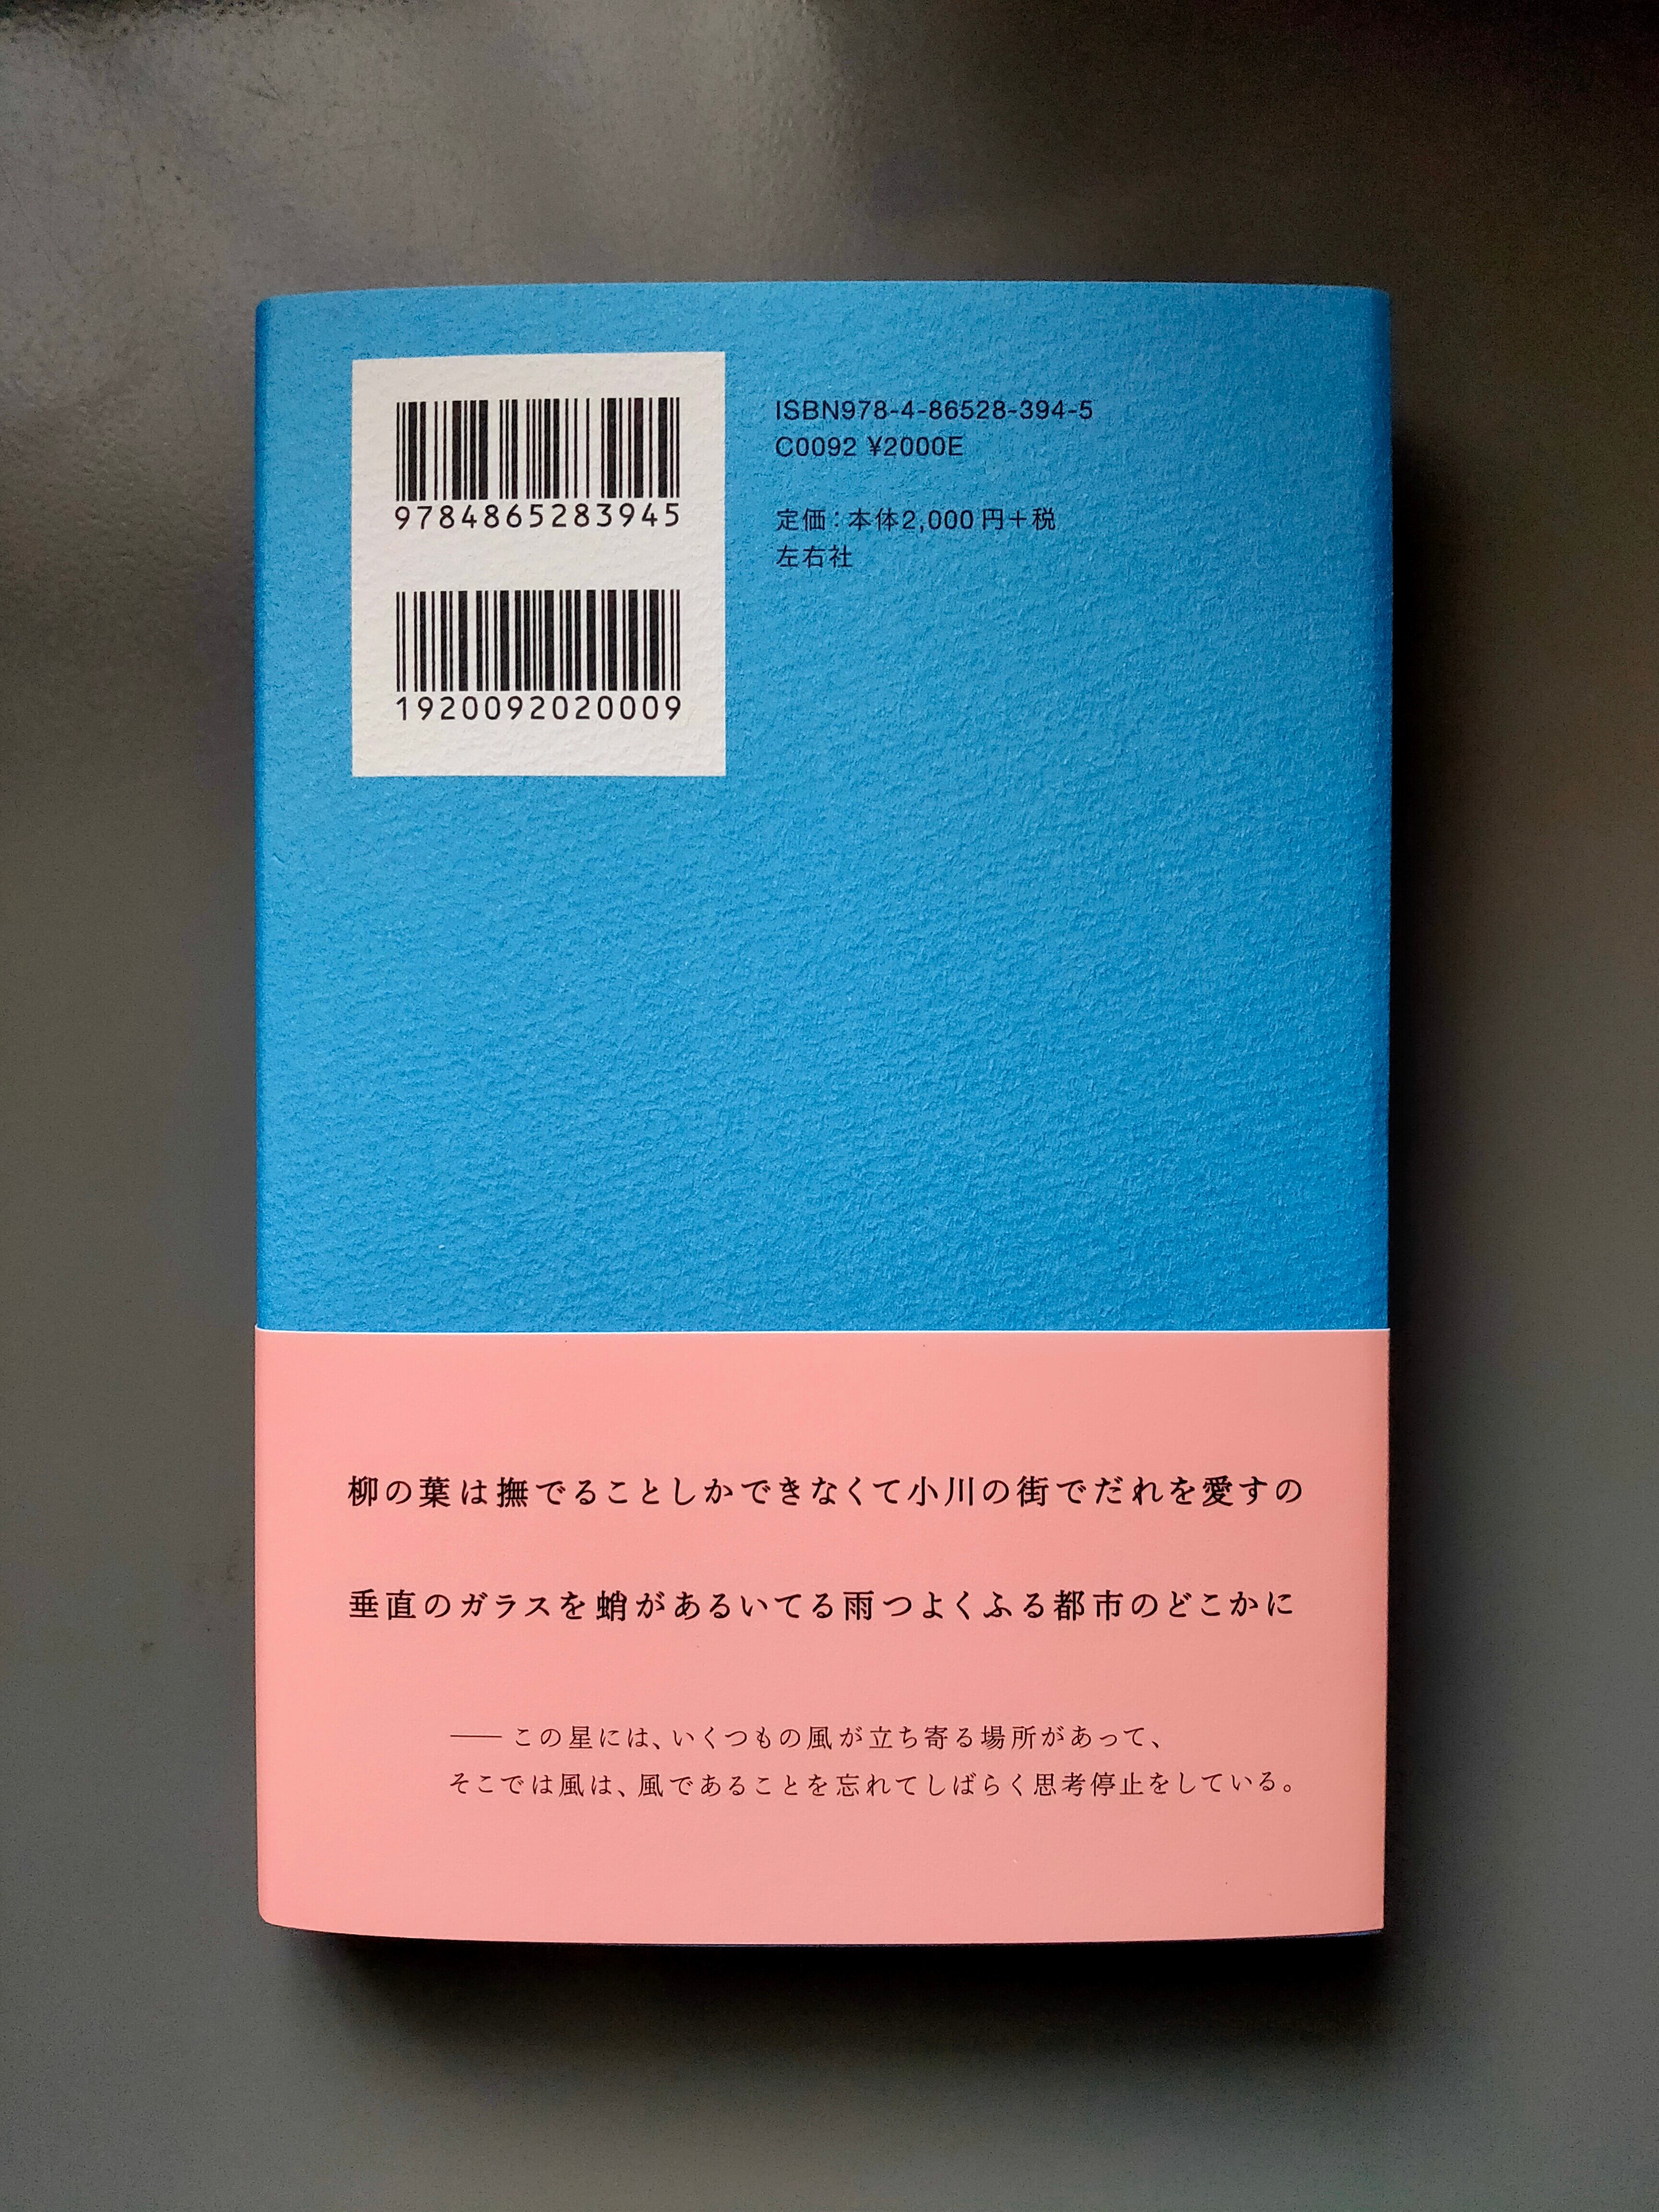 9784865283945
1920092020009
ISBN978-4-86528-394-5
C0092 ¥2000E
定価：本体2,000円＋税
左右社
柳の葉は撫でることしかできなくて小川の街でだれを愛すの
垂直のガラスを蛸があるいてる雨つよくふる都市のどこかに
── この星には、いくつもの風が立ち寄る場所があって、
そこでは風は、風であることを忘れてしばらく思考停止をしている。